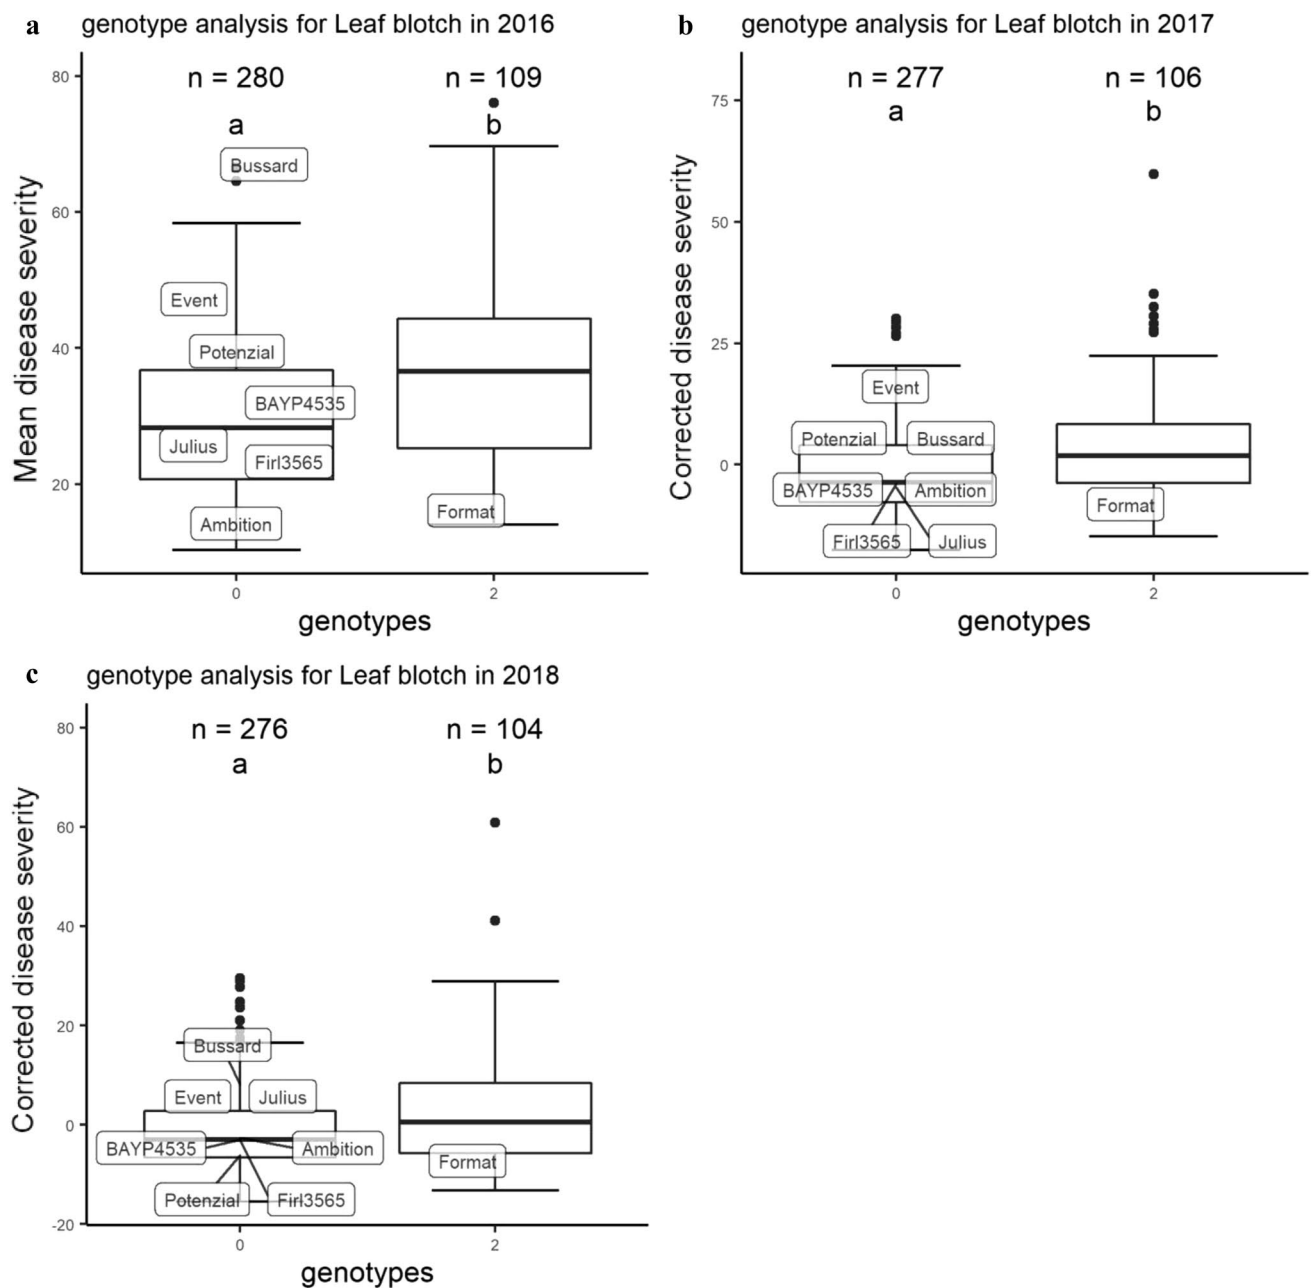 a genotype analysis for Leaf blotch in 2016
n = 280 n = 109
a b
Mean disease severity
80
60
40
20
Bussard
Event
Potenzial
BAYP4535
Julius
Firl3565
Ambition
Format
0 2
genotypes
b genotype analysis for Leaf blotch in 2017
n = 277 n = 106
a b
Corrected disease severity
75
50
25
0
Event
Potenzial Bussard
BAYP4535 Ambition
Firl3565 Julius
Format
0 2
genotypes
c genotype analysis for Leaf blotch in 2018
n = 276 n = 104
a b
Corrected disease severity
80
60
40
20
0
-20
Bussard
Event Julius
BAYP4535 Ambition
Potenzial Firl3565
Format
0 2
genotypes